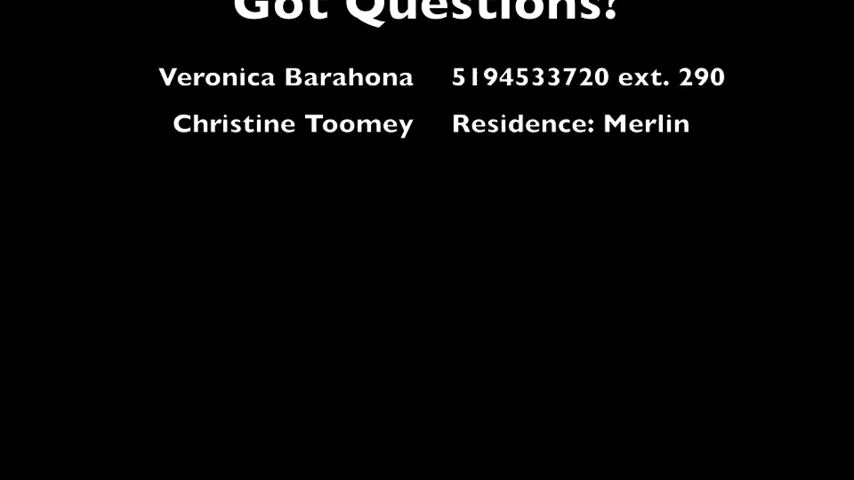 Got Questions?
Veronica Barahona 5194533720 ext. 290
Christine Toomey Residence: Merlin